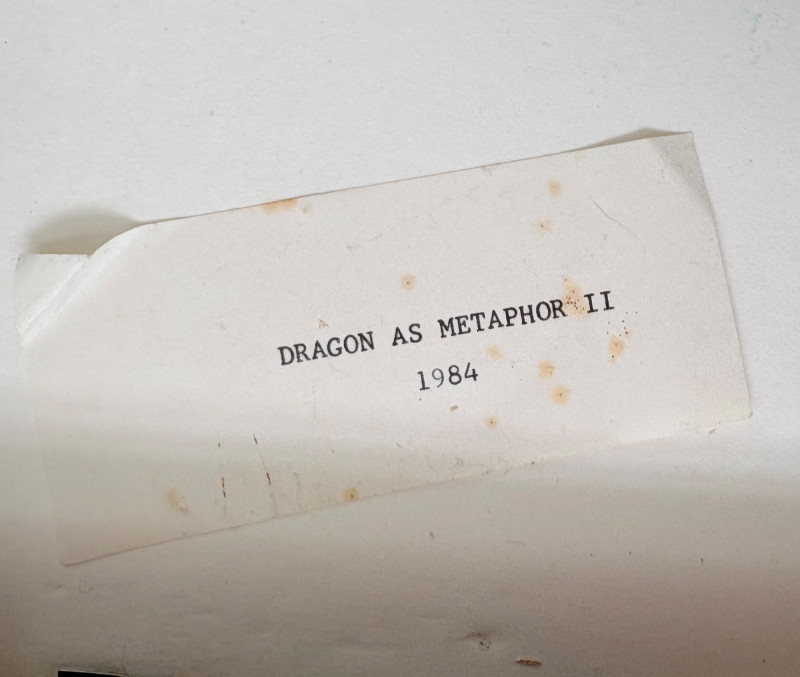 DRAGON AS METAPHOR II
1984